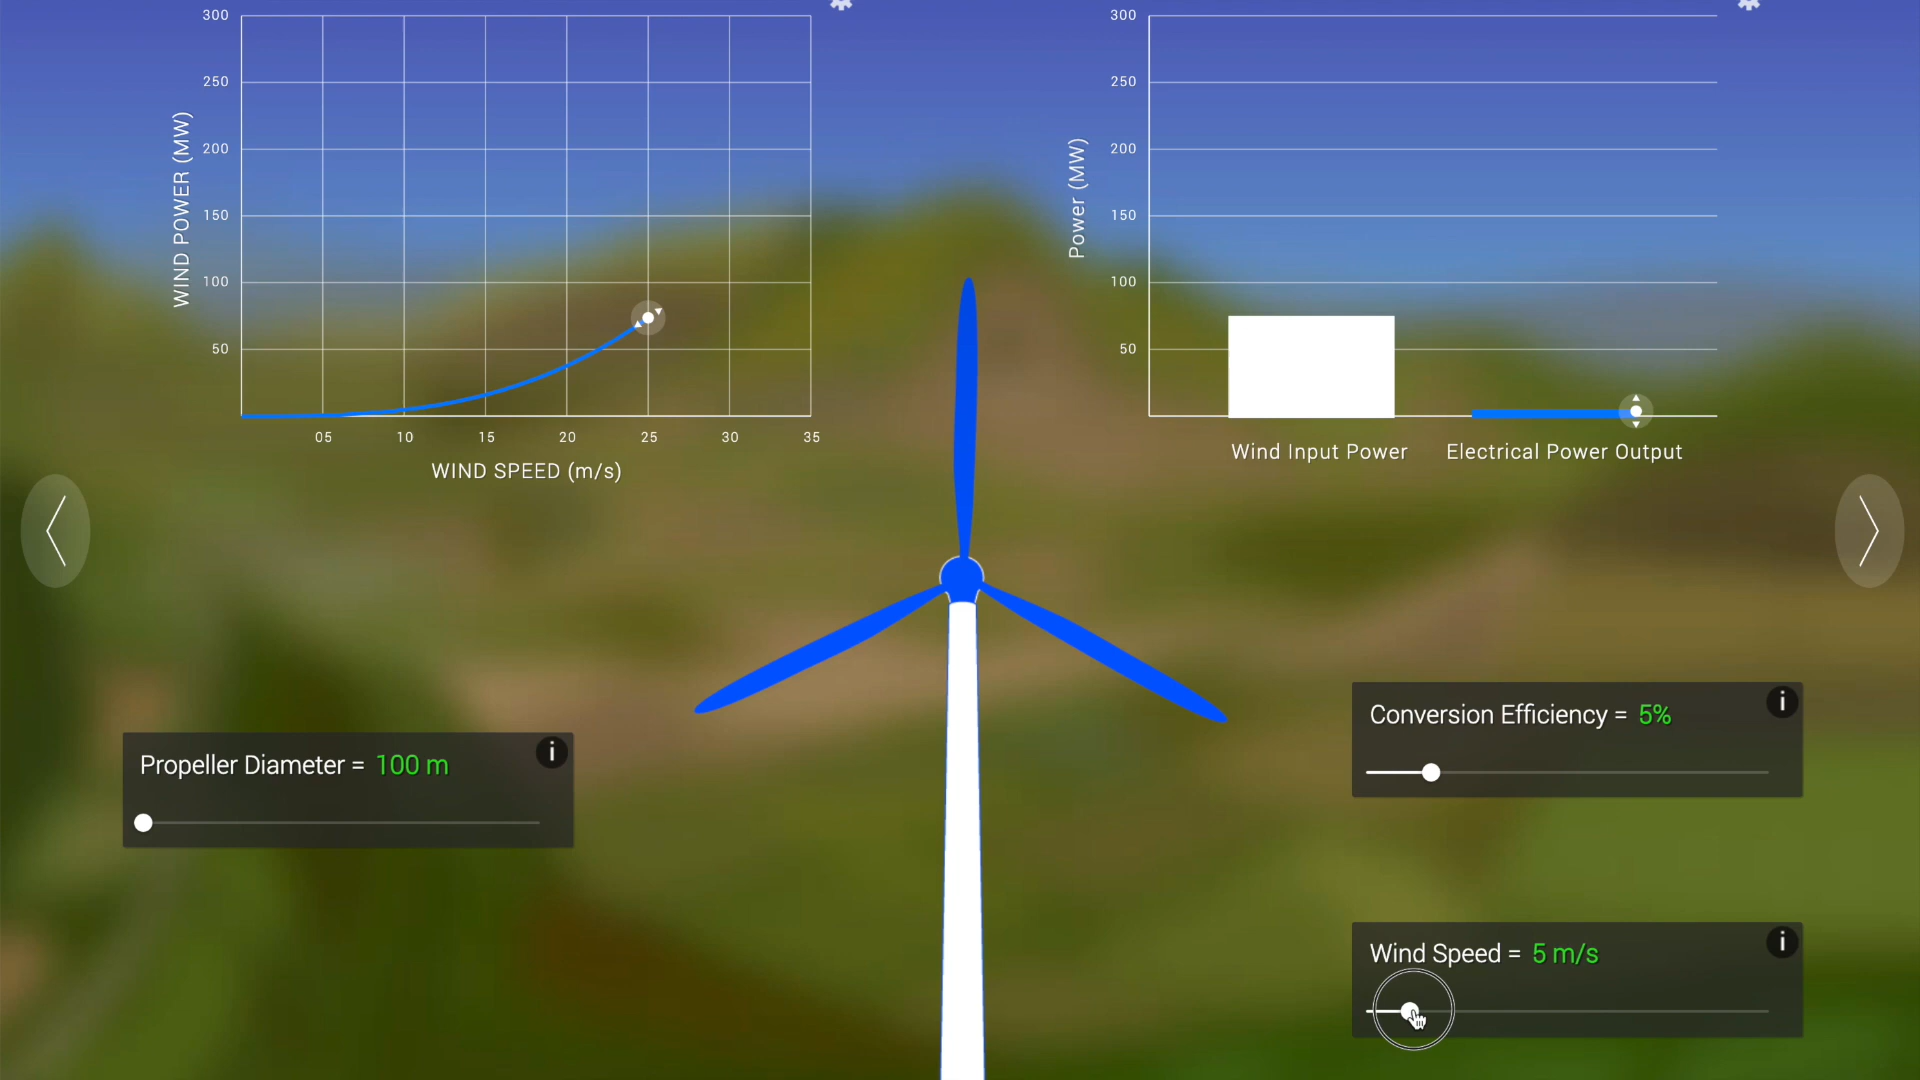 300
250
200
150
100
50
WIND POWER (MW)
05 10 15 20 25 30 35
WIND SPEED (m/s)
300
250
200
150
100
50
Power (MW)
Wind Input Power
Electrical Power Output
Propeller Diameter = 100 m
i
Conversion Efficiency = 5%
i
Wind Speed = 5 m/s
i